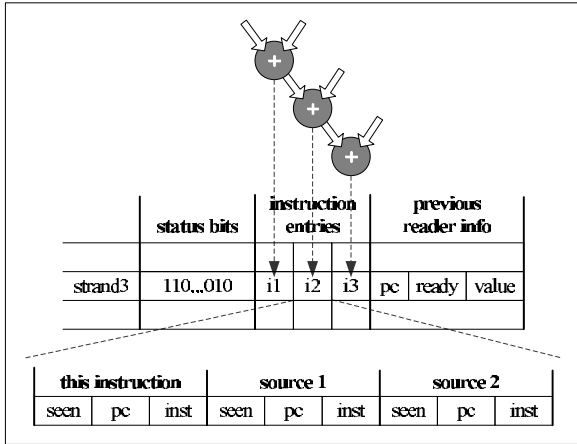 +
+
+
instruction previous
status bits entries reader info
strand3 110...010 i1 i2 i3 pc ready value
this instruction source 1 source 2
seen pc inst seen pc inst seen pc inst